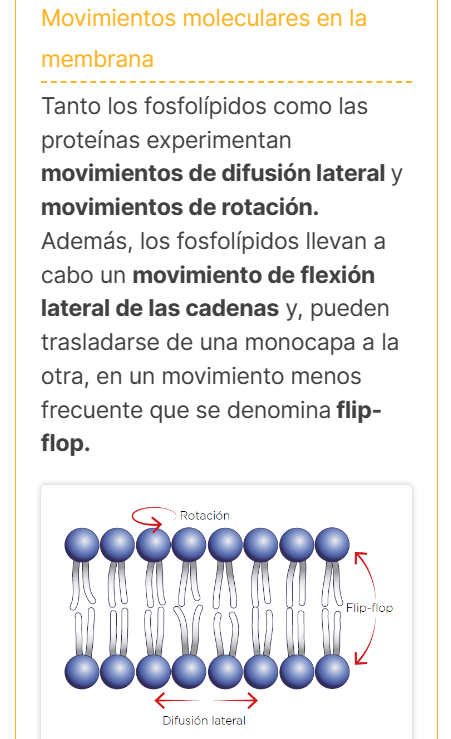 Movimientos moleculares en la
membrana
Tanto los fosfolípidos como las
proteínas experimentan
movimientos de difusión lateral y
movimientos de rotación.
Además, los fosfolípidos llevan a
cabo un movimiento de flexión
lateral de las cadenas y, pueden
trasladarse de una monocapa a la
otra, en un movimiento menos
frecuente que se denomina flip-
flop.
Rotación
Flip-flop
Difusión lateral